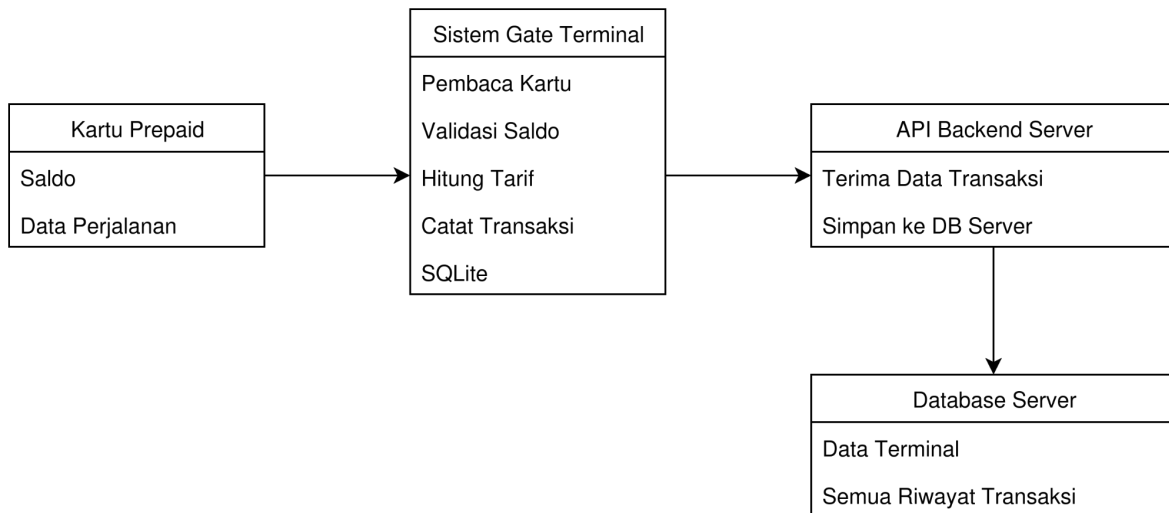 Kartu Prepaid
Saldo
Data Perjalanan
Sistem Gate Terminal
Pembaca Kartu
Validasi Saldo
Hitung Tarif
Catat Transaksi
SQLite
API Backend Server
Terima Data Transaksi
Simpan ke DB Server
Database Server
Data Terminal
Semua Riwayat Transaksi